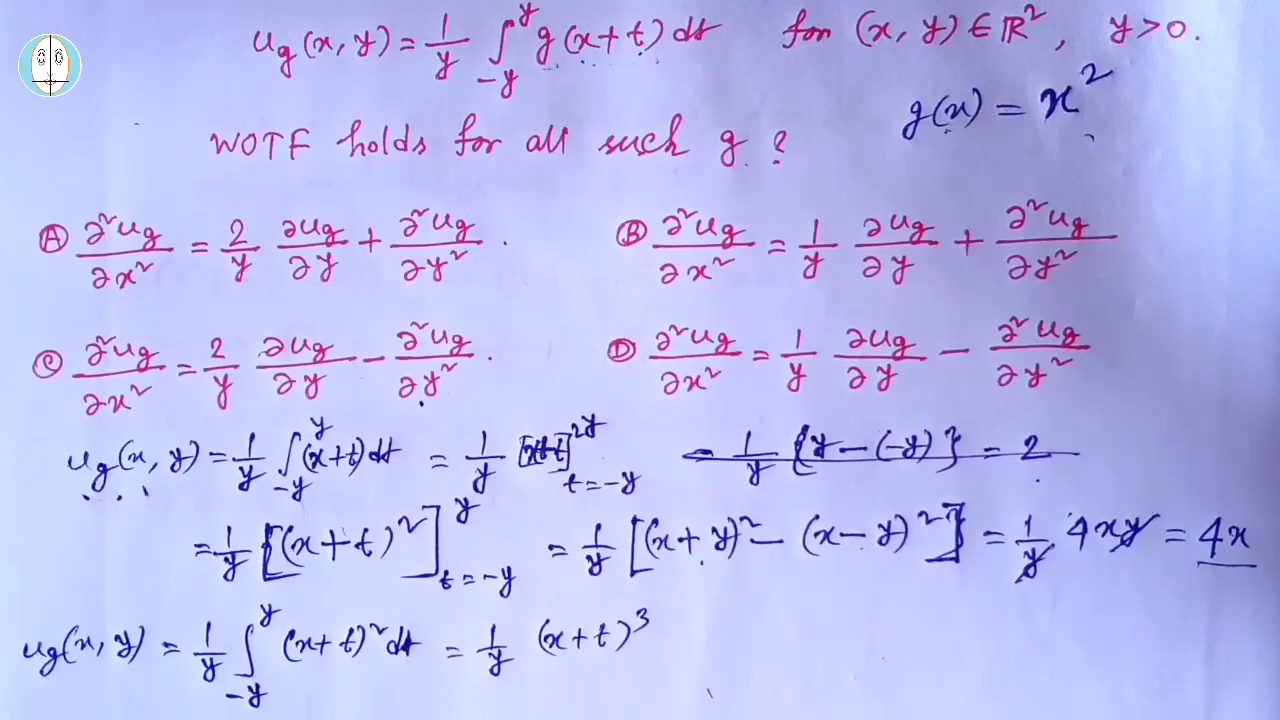 u_g(x, y) = 1/y ∫_{-y}^{y} g(x+t) dt for (x, y) ∈ ℝ², y > 0.
g(x) = x²
WOTF holds for all such g ?
Ⓐ ∂²u_g/∂x² = 2/y ∂u_g/∂y + ∂²u_g/∂y² .
Ⓑ ∂²u_g/∂x² = 1/y ∂u_g/∂y + ∂²u_g/∂y²
Ⓒ ∂²u_g/∂x² = 2/y ∂u_g/∂y − ∂²u_g/∂y² .
Ⓓ ∂²u_g/∂x² = 1/y ∂u_g/∂y − ∂²u_g/∂y²
u_g(x, y) = 1/y ∫_{-y}^{y} (x+t) dt = 1/y [x+t]^{2y}_{t=-y} = 1/y {y − (−y)} = 2
= 1/y [(x+t)²]^{y}_{t=-y} = 1/y [(x+y)² − (x−y)²] = 1/y 4xy = 4x
u_g(x, y) = 1/y ∫_{-y}^{y} (x+t)² dt = 1/y (x+t)³